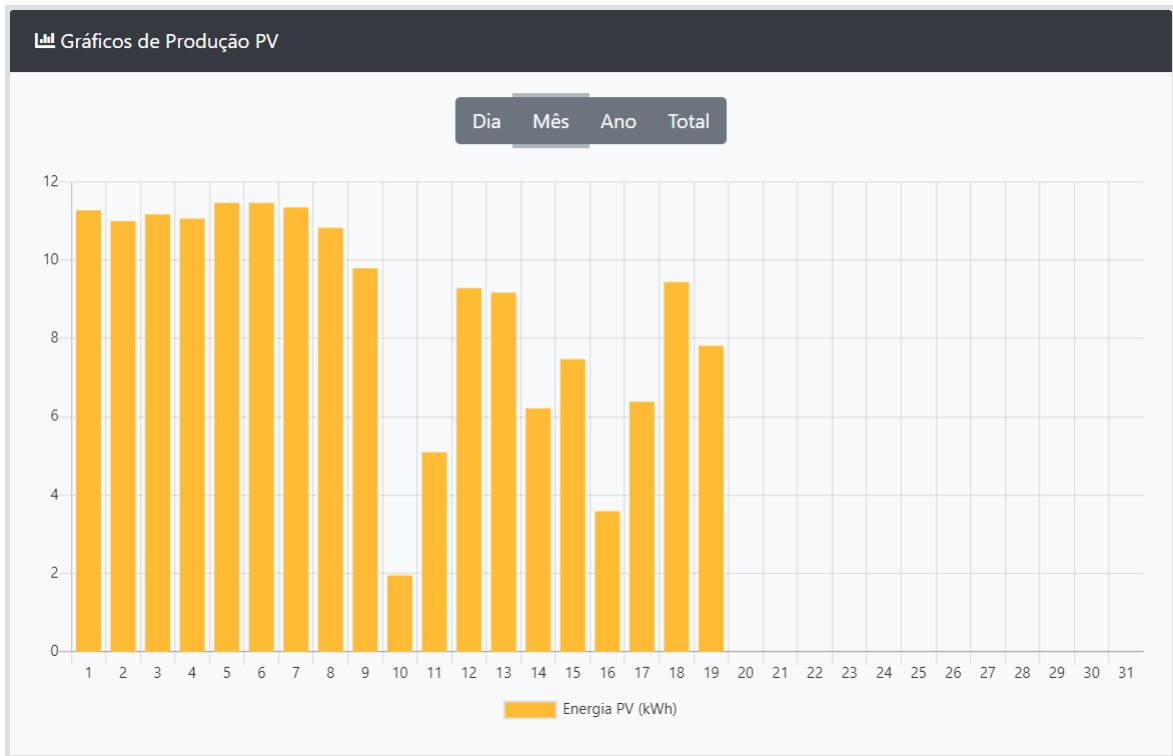 Gráficos de Produção PV
Dia Mês Ano Total
12
10
8
6
4
2
0
1 2 3 4 5 6 7 8 9 10 11 12 13 14 15 16 17 18 19 20 21 22 23 24 25 26 27 28 29 30 31
Energia PV (kWh)